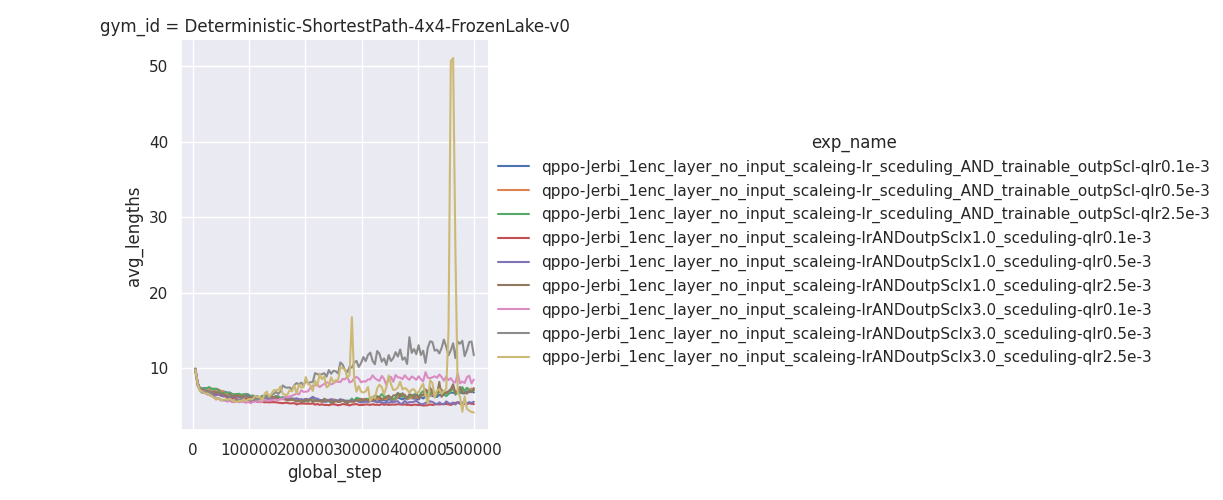 gym_id = Deterministic-ShortestPath-4x4-FrozenLake-v0
50
40
30
20
10
avg_lengths
0 100000 200000 300000 400000 500000
global_step
exp_name
qppo-Jerbi_1enc_layer_no_input_scaleing-lr_sceduling_AND_trainable_outpScl-qlr0.1e-3
qppo-Jerbi_1enc_layer_no_input_scaleing-lr_sceduling_AND_trainable_outpScl-qlr0.5e-3
qppo-Jerbi_1enc_layer_no_input_scaleing-lr_sceduling_AND_trainable_outpScl-qlr2.5e-3
qppo-Jerbi_1enc_layer_no_input_scaleing-lrANDoutpSclx1.0_sceduling-qlr0.1e-3
qppo-Jerbi_1enc_layer_no_input_scaleing-lrANDoutpSclx1.0_sceduling-qlr0.5e-3
qppo-Jerbi_1enc_layer_no_input_scaleing-lrANDoutpSclx1.0_sceduling-qlr2.5e-3
qppo-Jerbi_1enc_layer_no_input_scaleing-lrANDoutpSclx3.0_sceduling-qlr0.1e-3
qppo-Jerbi_1enc_layer_no_input_scaleing-lrANDoutpSclx3.0_sceduling-qlr0.5e-3
qppo-Jerbi_1enc_layer_no_input_scaleing-lrANDoutpSclx3.0_sceduling-qlr2.5e-3